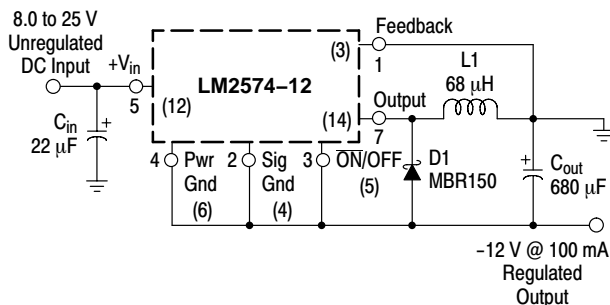 8.0 to 25 V
Unregulated
DC Input
+Vin
5
(12)
Cin
22 μF
+
LM2574–12
(3)
Feedback
1
(14)
Output
7
L1
68 μH
4
Pwr
Gnd
(6)
2
Sig
Gnd
(4)
3
ON/OFF
(5)
D1
MBR150
+
Cout
680 μF
–12 V @ 100 mA
Regulated
Output